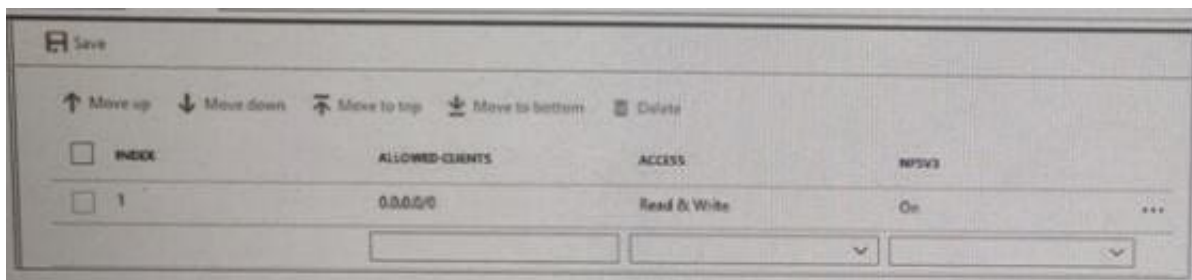 Save
Move up Move down Move to top Move to bottom Delete
INDEX ALLOWED CLIENTS ACCESS NFSV3
1 0.0.0.0/0 Read & Write On ...